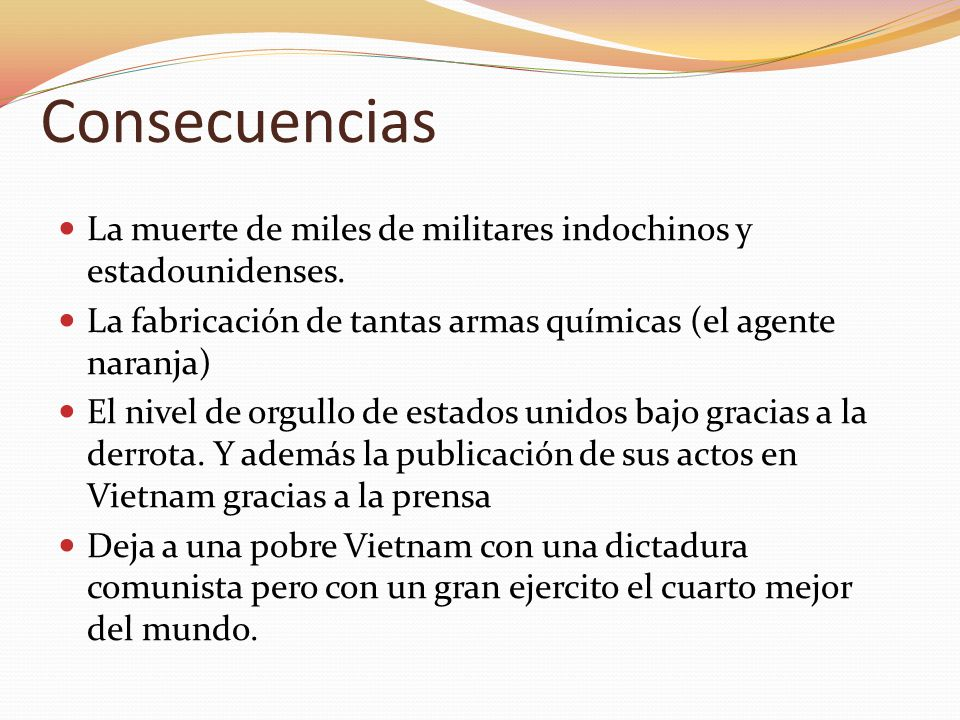 Consecuencias
La muerte de miles de militares indochinos y
estadounidenses.
La fabricación de tantas armas químicas (el agente
naranja)
El nivel de orgullo de estados unidos bajo gracias a la
derrota. Y además la publicación de sus actos en
Vietnam gracias a la prensa
Deja a una pobre Vietnam con una dictadura
comunista pero con un gran ejercito el cuarto mejor
del mundo.